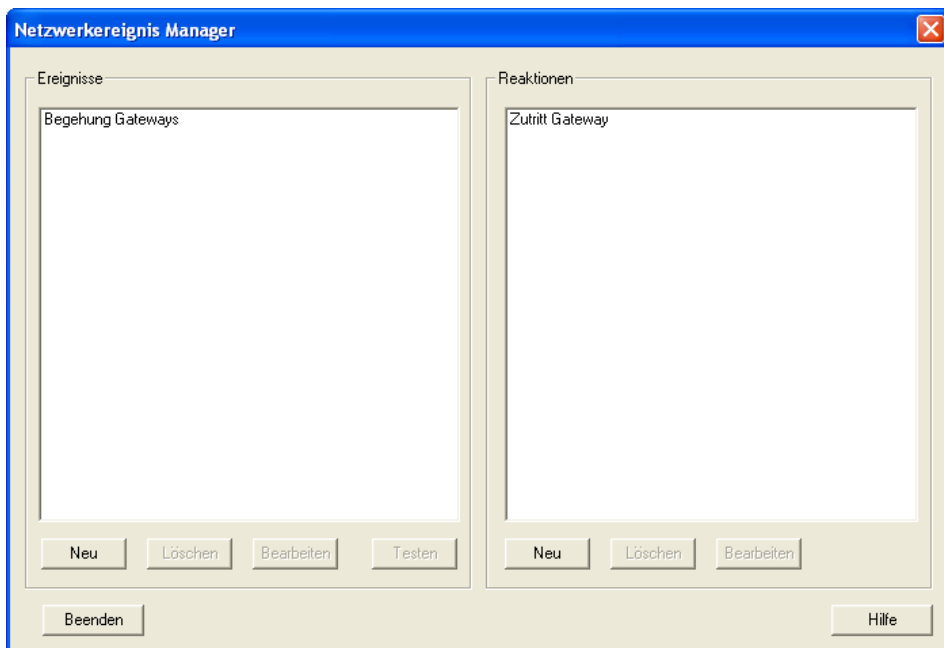 Netzwerkereignis Manager
Ereignisse
Begehung Gateways
Neu Löschen Bearbeiten Testen
Reaktionen
Zutritt Gateway
Neu Löschen Bearbeiten
Beenden Hilfe